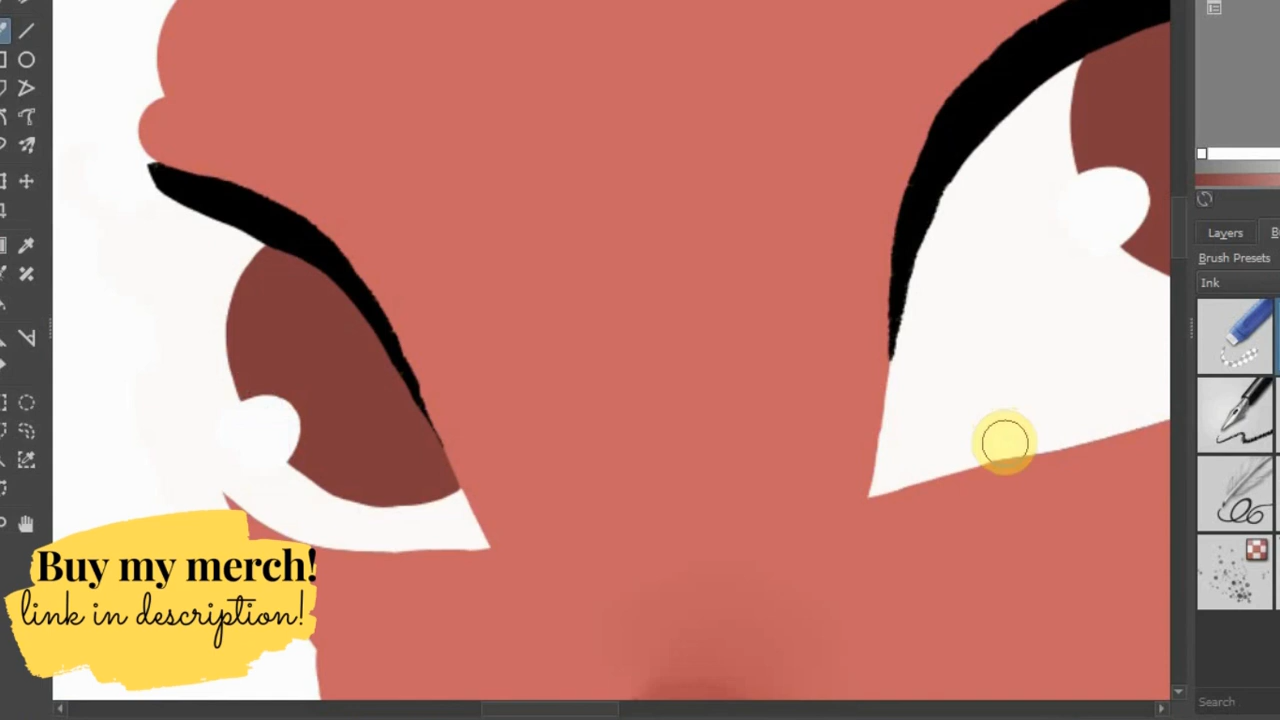 Layers
B
Brush Presets
Ink
Buy my merch!
link in description!
Search